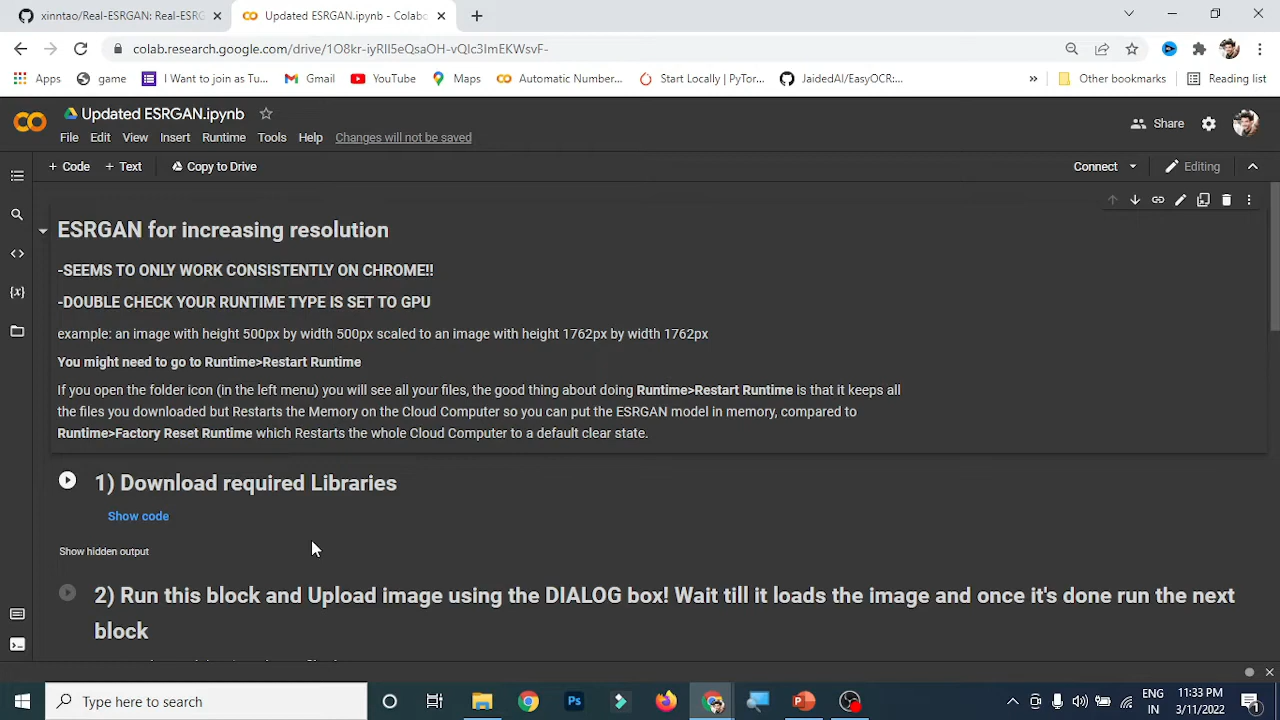 xinntao/Real-ESRGAN: Real-ESRG
Updated ESRGAN.ipynb - Colabo
colab.research.google.com/drive/1O8kr-iyRlI5eQsaOH-vQlc3ImEKWsvF-
Apps
game
I want to join as Tu...
Gmail
YouTube
Maps
Automatic Number...
Start Locally | PyTor...
JaidedAI/EasyOCR:...
»
Other bookmarks
Reading list
Updated ESRGAN.ipynb
File Edit View Insert Runtime Tools Help Changes will not be saved
Share
+ Code + Text Copy to Drive
Connect
Editing
ESRGAN for increasing resolution
-SEEMS TO ONLY WORK CONSISTENTLY ON CHROME!!
-DOUBLE CHECK YOUR RUNTIME TYPE IS SET TO GPU
example: an image with height 500px by width 500px scaled to an image with height 1762px by width 1762px
You might need to go to Runtime>Restart Runtime
If you open the folder icon (in the left menu) you will see all your files, the good thing about doing Runtime>Restart Runtime is that it keeps all
the files you downloaded but Restarts the Memory on the Cloud Computer so you can put the ESRGAN model in memory, compared to
Runtime>Factory Reset Runtime which Restarts the whole Cloud Computer to a default clear state.
1) Download required Libraries
Show code
Show hidden output
2) Run this block and Upload image using the DIALOG box! Wait till it loads the image and once it's done run the next
block
Type here to search
Ps
ENG
IN
11:33 PM
3/11/2022
1